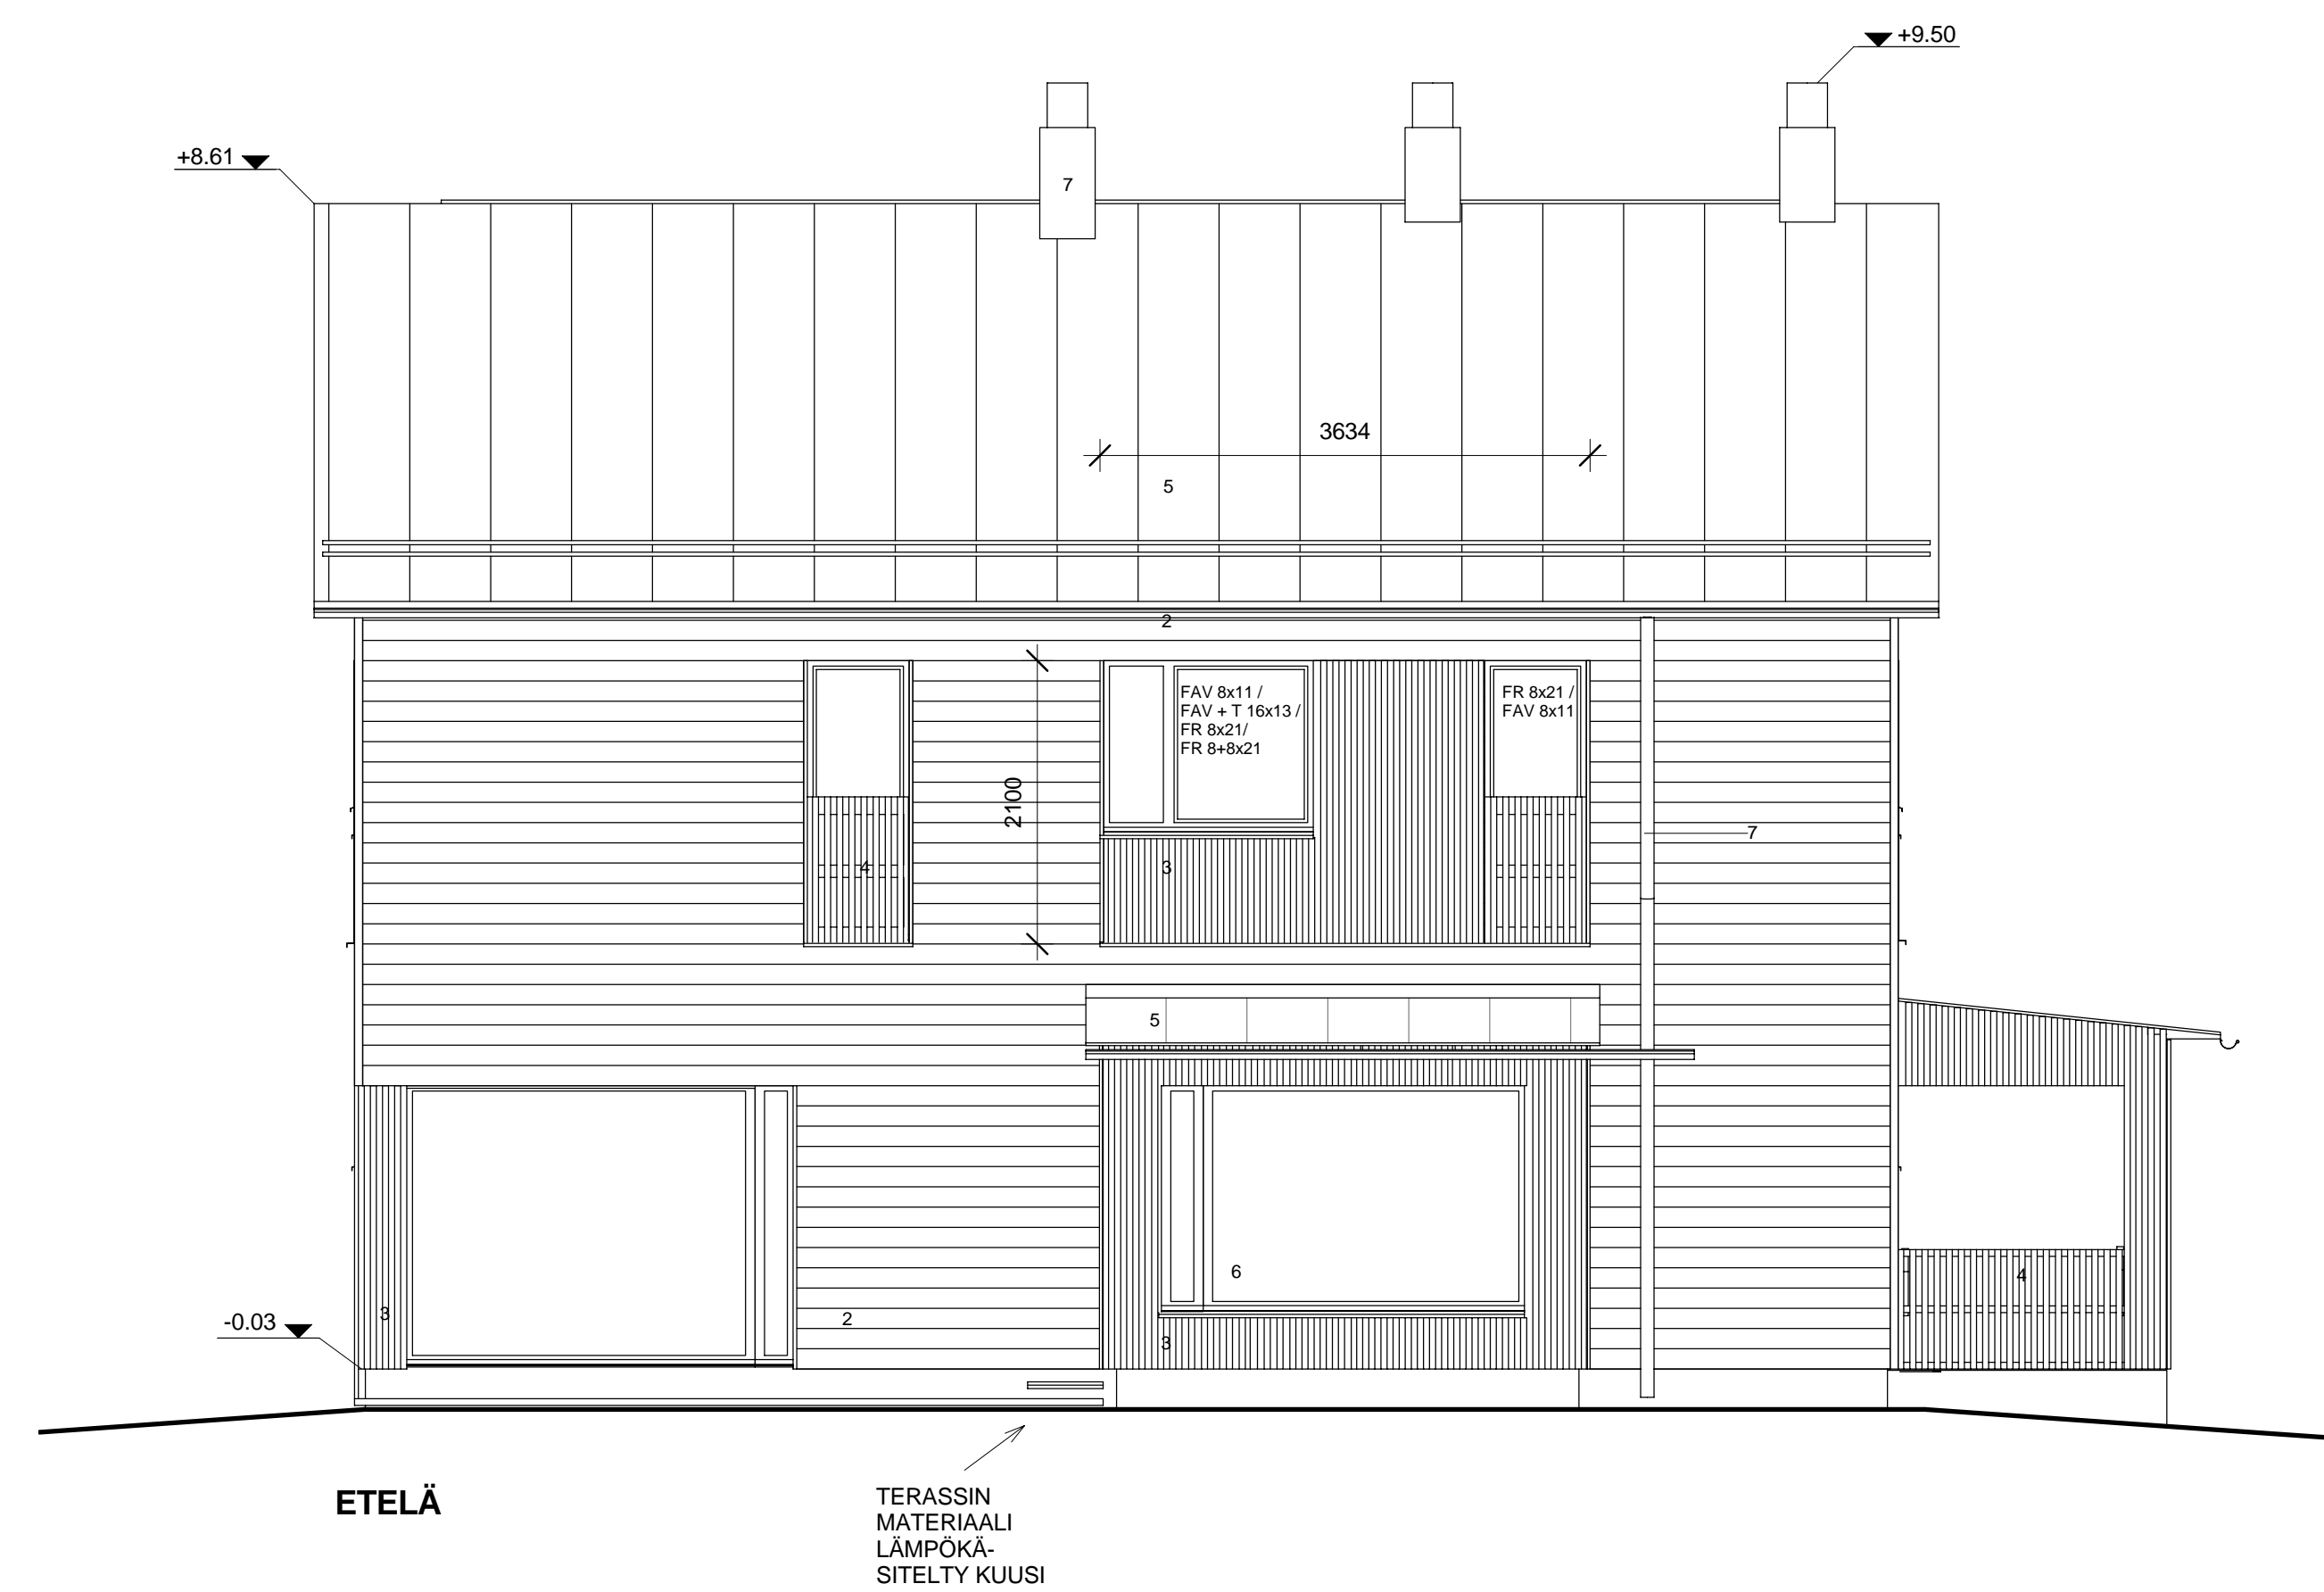 +9.50
+8.61
7
3634
5
2
FAV 8x11 /
FAV + T 16x13 /
FR 8x21/
FR 8+8x21
FR 8x21 /
FAV 8x11
2100
7
4
3
5
6
4
3
2
-0.03
3
ETELÄ
TERASSIN
MATERIAALI
LÄMPÖKÄ-
SITELTY KUUSI